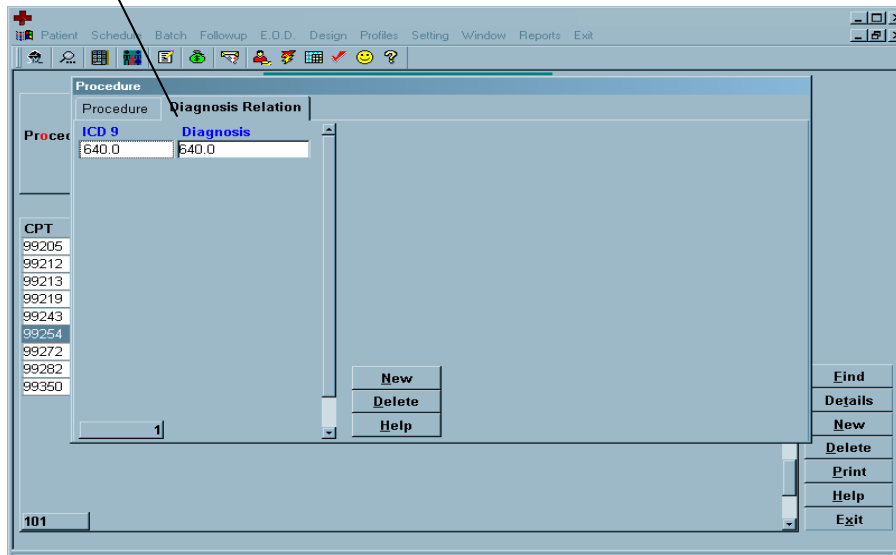 Patient Schedule Batch Followup E.O.D. Design Profiles Setting Window Reports Exit
Procedure
Procedure Diagnosis Relation
ICD 9 Diagnosis
640.0 640.0
Proced
CPT
99205
99212
99213
99219
99243
99254
99272
99282
99350
New
Delete
Help
1
Find
Details
New
Delete
Print
Help
Exit
101